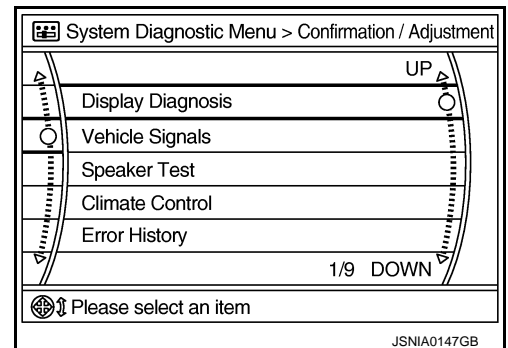 System Diagnostic Menu > Confirmation / Adjustment
UP
Display Diagnosis
Vehicle Signals
Speaker Test
Climate Control
Error History
1/9 DOWN
Please select an item
JSNIA0147GB